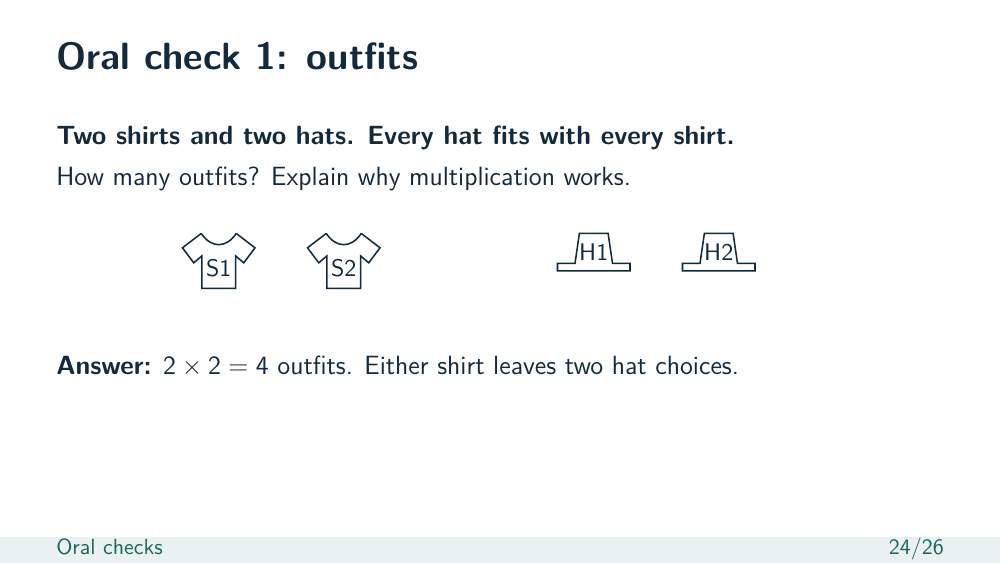 Oral check 1: outfits
Two shirts and two hats. Every hat fits with every shirt.
How many outfits? Explain why multiplication works.
S1 S2 H1 H2
Answer: 2 × 2 = 4 outfits. Either shirt leaves two hat choices.
Oral checks 24/26